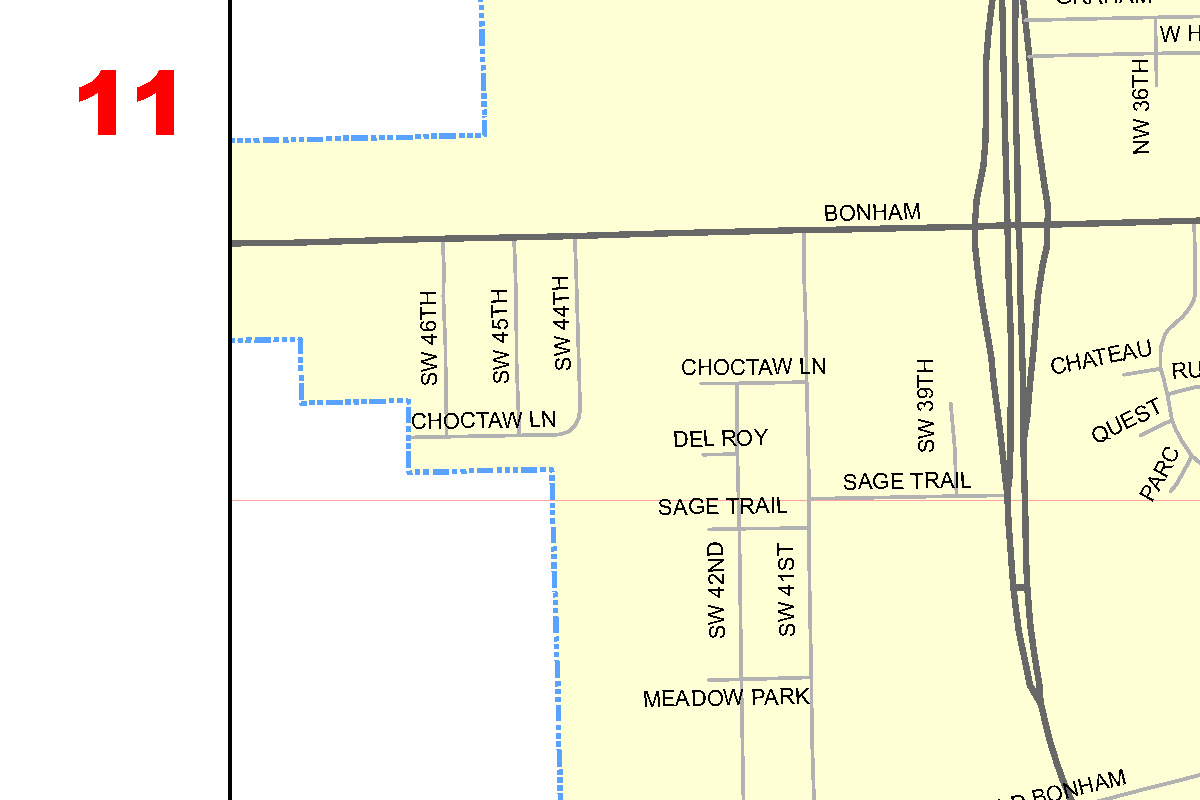 GRAHAM
W H
11
NW 36TH
BONHAM
SW 46TH
SW 45TH
SW 44TH
CHATEAU
CHOCTAW LN
RU
SW 39TH
CHOCTAW LN
QUEST
DEL ROY
PARC
SAGE TRAIL
SAGE TRAIL
SW 42ND
SW 41ST
MEADOW PARK
BONHAM